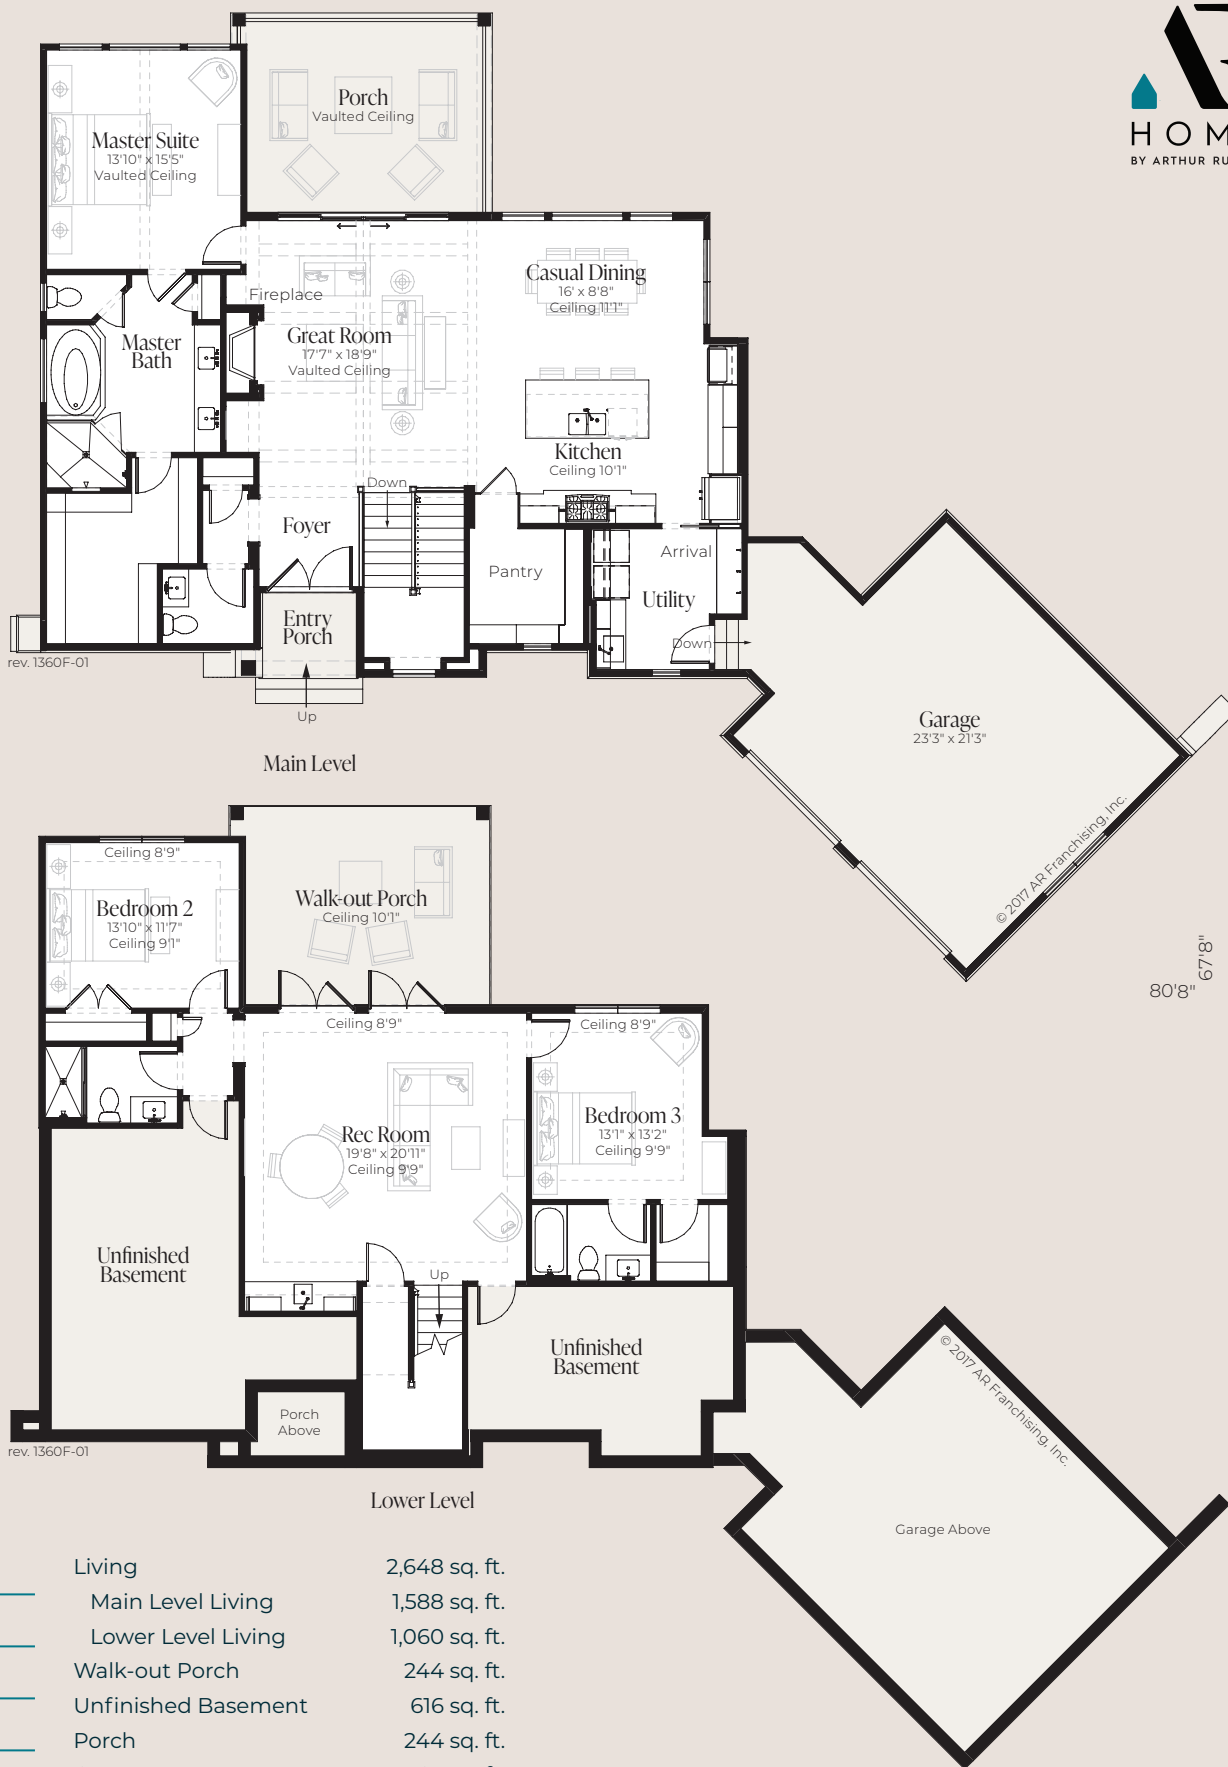 HOM
BY ARTHUR RU
Porch
Vaulted Ceiling
Master Suite
13'10" x 15'5"
Vaulted Ceiling
Casual Dining
16' x 8'8"
Ceiling 11'1"
Fireplace
Great Room
17'7" x 18'9"
Vaulted Ceiling
Master
Bath
Kitchen
Ceiling 10'1"
Down
Foyer
Pantry
Arrival
Utility
Down
Entry
Porch
Up
rev. 1360F-01
Garage
23'3" x 21'3"
© 2017 AR Franchising, Inc.
Main Level
67'8"
80'8"
Ceiling 8'9"
Bedroom 2
13'10" x 11'7"
Ceiling 9'1"
Walk-out Porch
Ceiling 10'1"
Ceiling 8'9"
Ceiling 8'9"
Rec Room
19'8" x 20'11"
Ceiling 9'9"
Bedroom 3
13'1" x 13'2"
Ceiling 9'9"
Unfinished
Basement
Up
Unfinished
Basement
Porch
Above
rev. 1360F-01
© 2017 AR Franchising, Inc.
Garage Above
Lower Level
Living 2,648 sq. ft.
Main Level Living 1,588 sq. ft.
Lower Level Living 1,060 sq. ft.
Walk-out Porch 244 sq. ft.
Unfinished Basement 616 sq. ft.
Porch 244 sq. ft.